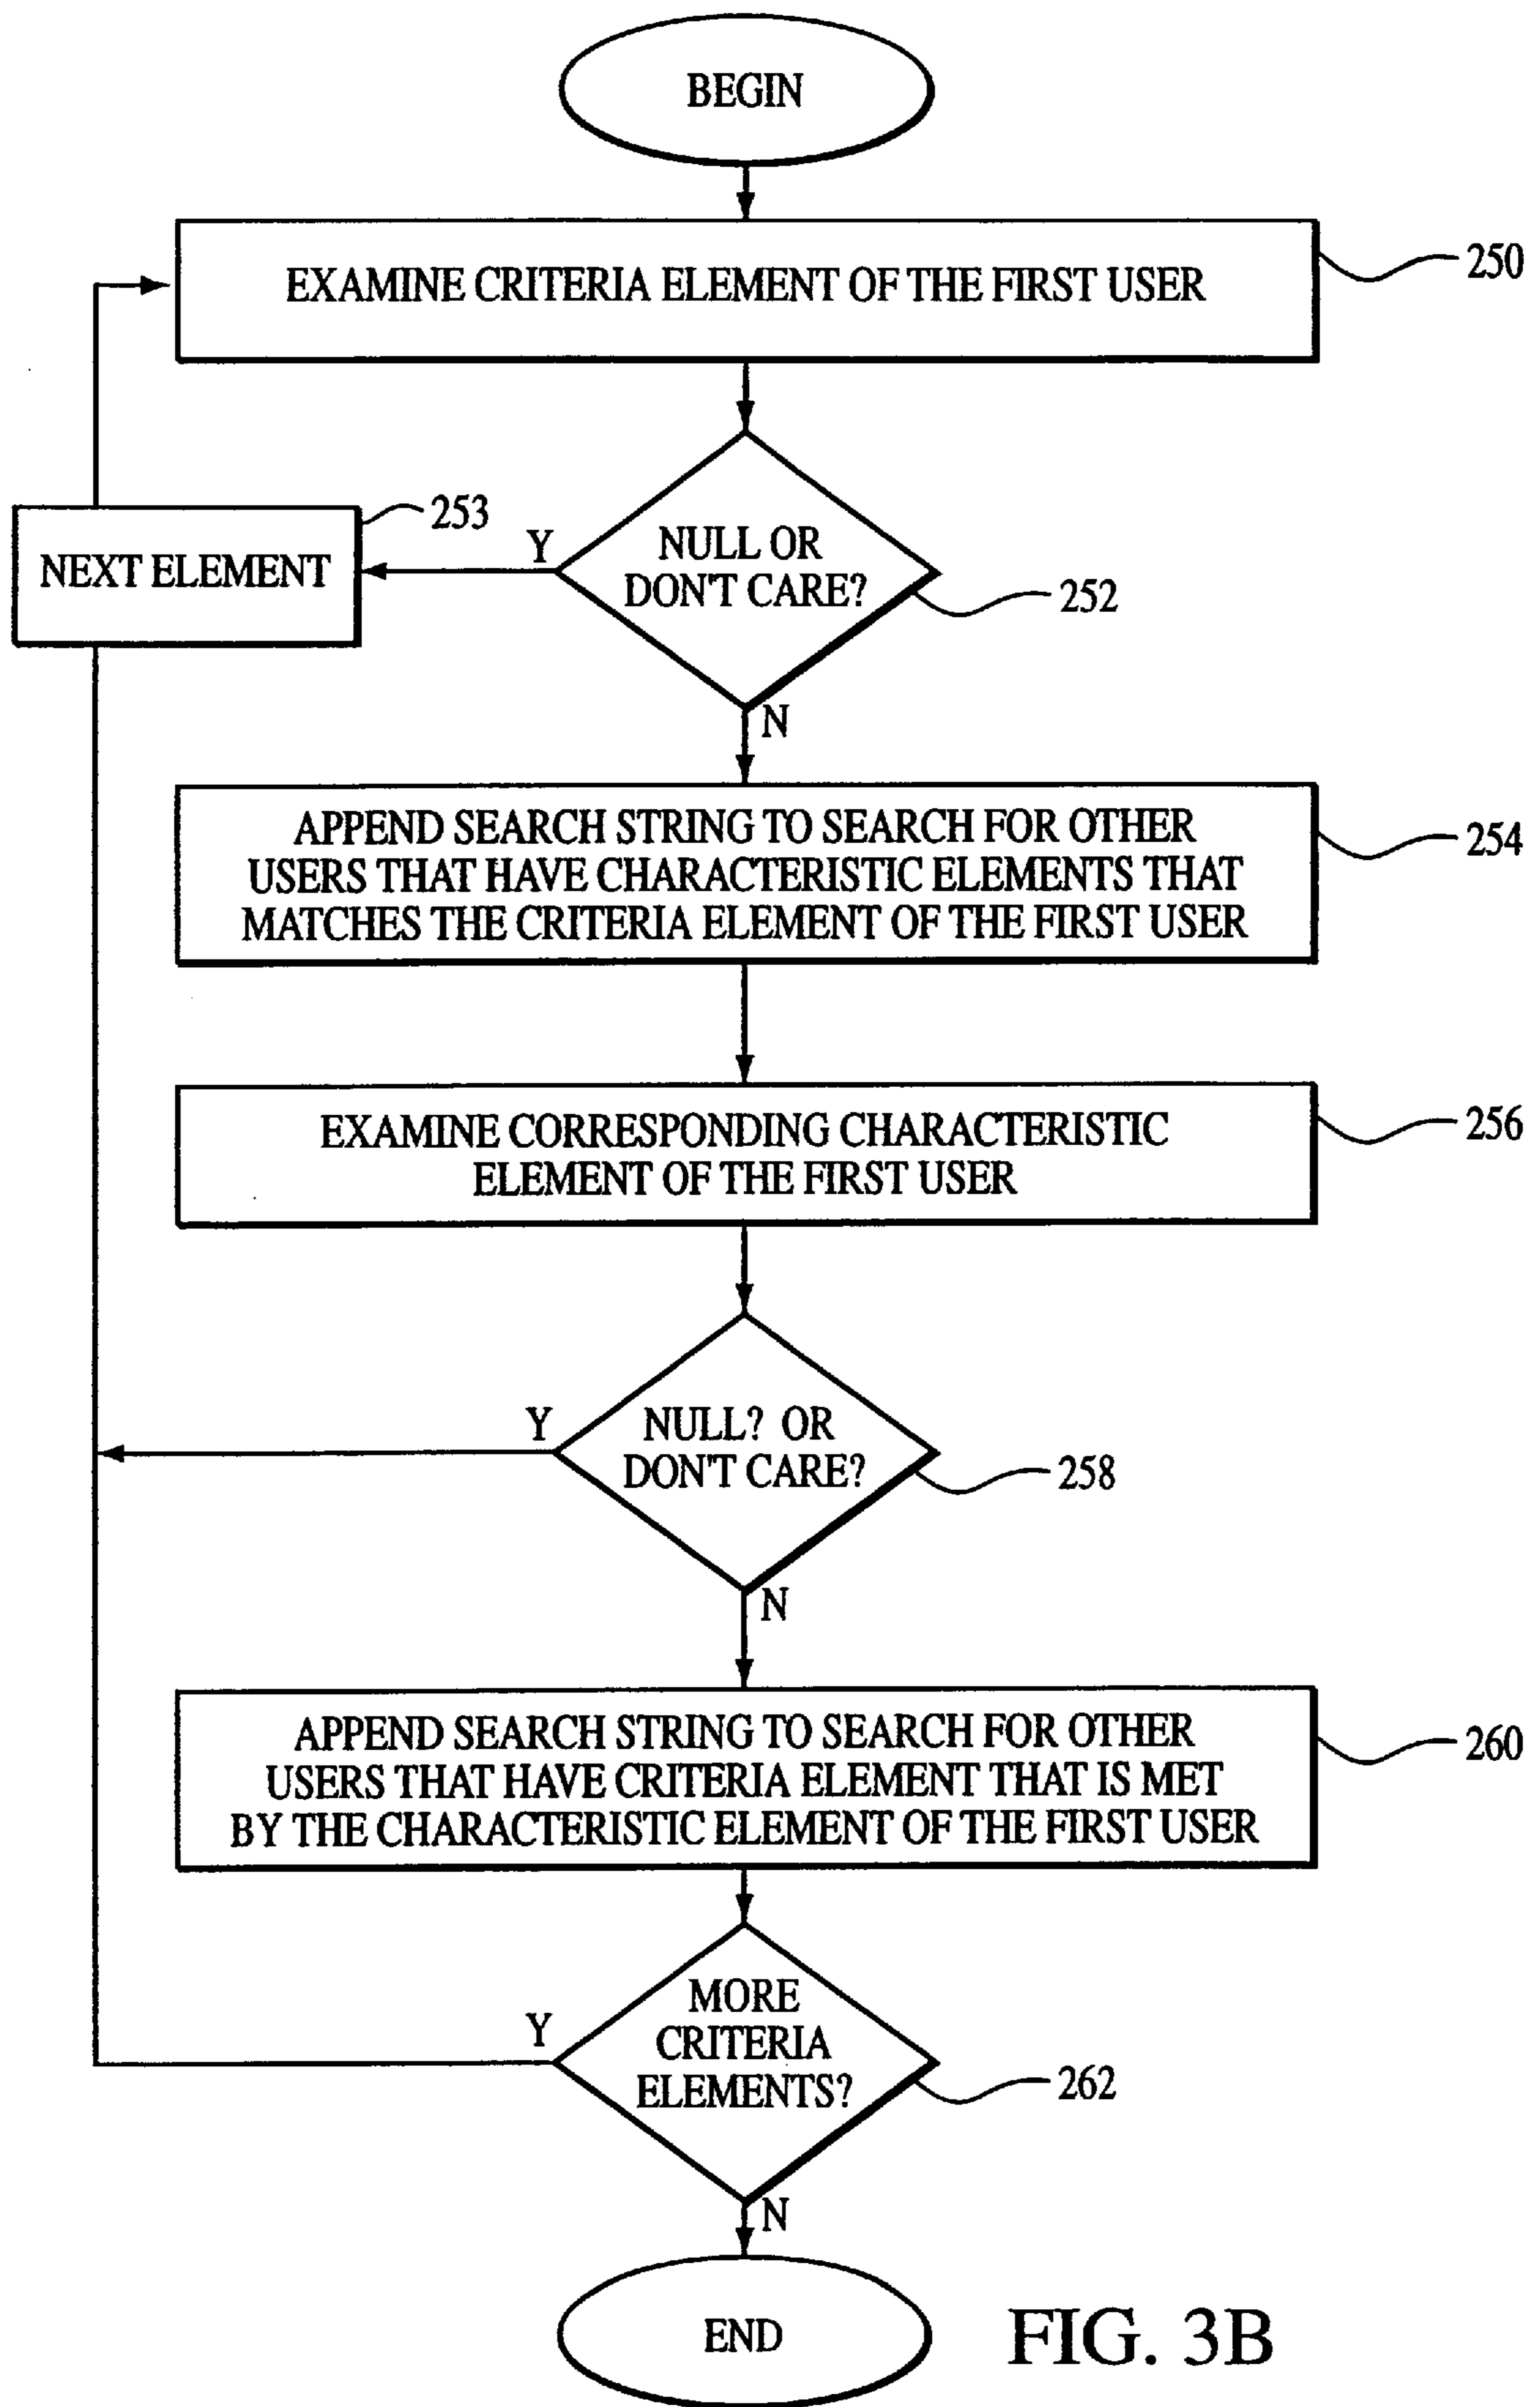 BEGIN
EXAMINE CRITERIA ELEMENT OF THE FIRST USER
250
253
NEXT ELEMENT
Y
NULL OR
DON'T CARE?
252
N
APPEND SEARCH STRING TO SEARCH FOR OTHER
USERS THAT HAVE CHARACTERISTIC ELEMENTS THAT
MATCHES THE CRITERIA ELEMENT OF THE FIRST USER
254
EXAMINE CORRESPONDING CHARACTERISTIC
ELEMENT OF THE FIRST USER
256
Y
NULL? OR
DON'T CARE?
258
N
APPEND SEARCH STRING TO SEARCH FOR OTHER
USERS THAT HAVE CRITERIA ELEMENT THAT IS MET
BY THE CHARACTERISTIC ELEMENT OF THE FIRST USER
260
Y
MORE
CRITERIA
ELEMENTS?
262
N
END
FIG. 3B